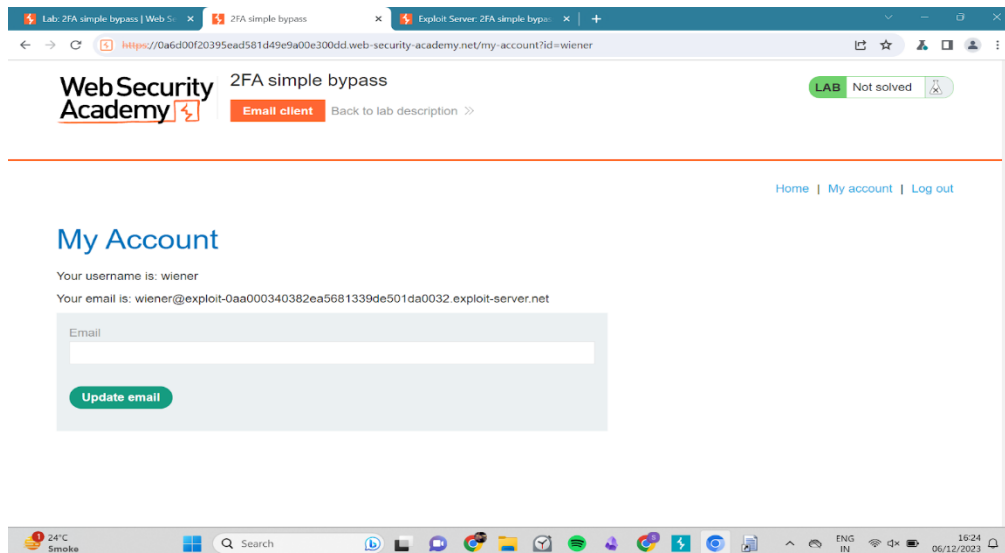 Lab: 2FA simple bypass | Web Se
2FA simple bypass
Exploit Server: 2FA simple bypas
https://0a6d00f20395ead581d49e9a00e300dd.web-security-academy.net/my-account?id=wiener
WebSecurity
Academy
2FA simple bypass
Email client
Back to lab description
LAB Not solved
Home | My account | Log out
My Account
Your username is: wiener
Your email is: wiener@exploit-0aa000340382ea5681339de501da0032.exploit-server.net
Email
Update email
24°C
Smoke
Search
ENG
IN
16:24
06/12/2023